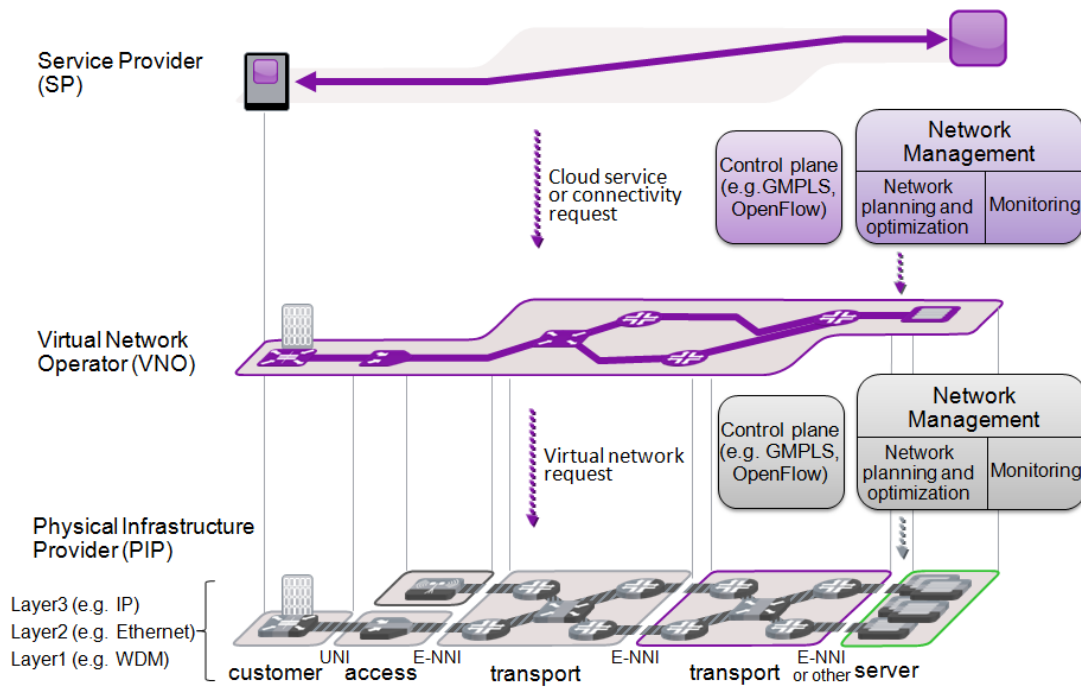 Service Provider
(SP)
Cloud service
or connectivity
request
Control plane
(e.g.GMPLS,
OpenFlow)
Network
Management
Network
planning and
optimization
Monitoring
Virtual Network
Operator (VNO)
Virtual network
request
Control plane
(e.g. GMPLS,
OpenFlow)
Network
Management
Network
planning and
optimization
Monitoring
Physical Infrastructure
Provider (PIP)
Layer3 (e.g. IP)
Layer2 (e.g. Ethernet)
Layer1 (e.g. WDM)
customer
UNI
access
E-NNI
transport
E-NNI
transport
E-NNI
or other
server